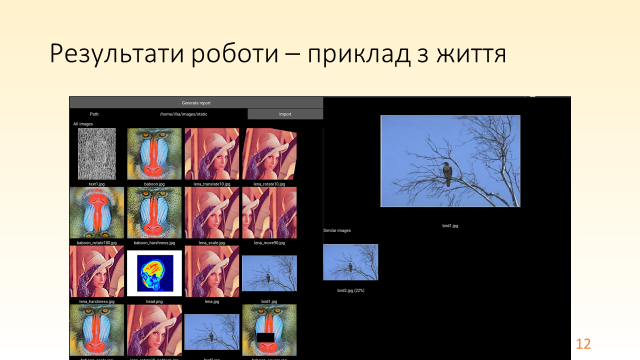 Результати роботи – приклад з життя
Generate report
Path: /home/illia/images/static Import
All images
text1.jpg baboon.jpg lena_translate10.jpg lena_rotate10.jpg
baboon_rotate180.jpg baboon_harshness.jpg lena_scale.jpg lena_move90.jpg
lena_harshness.jpg head.png lena.jpg bird1.jpg
bird1.jpg
Similar images
bird2.jpg (22%)
12